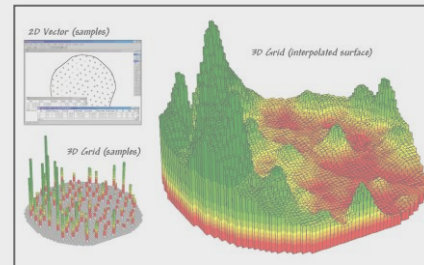 2D Vector (samples)
3D Grid (interpolated surface)
3D Grid (samples)